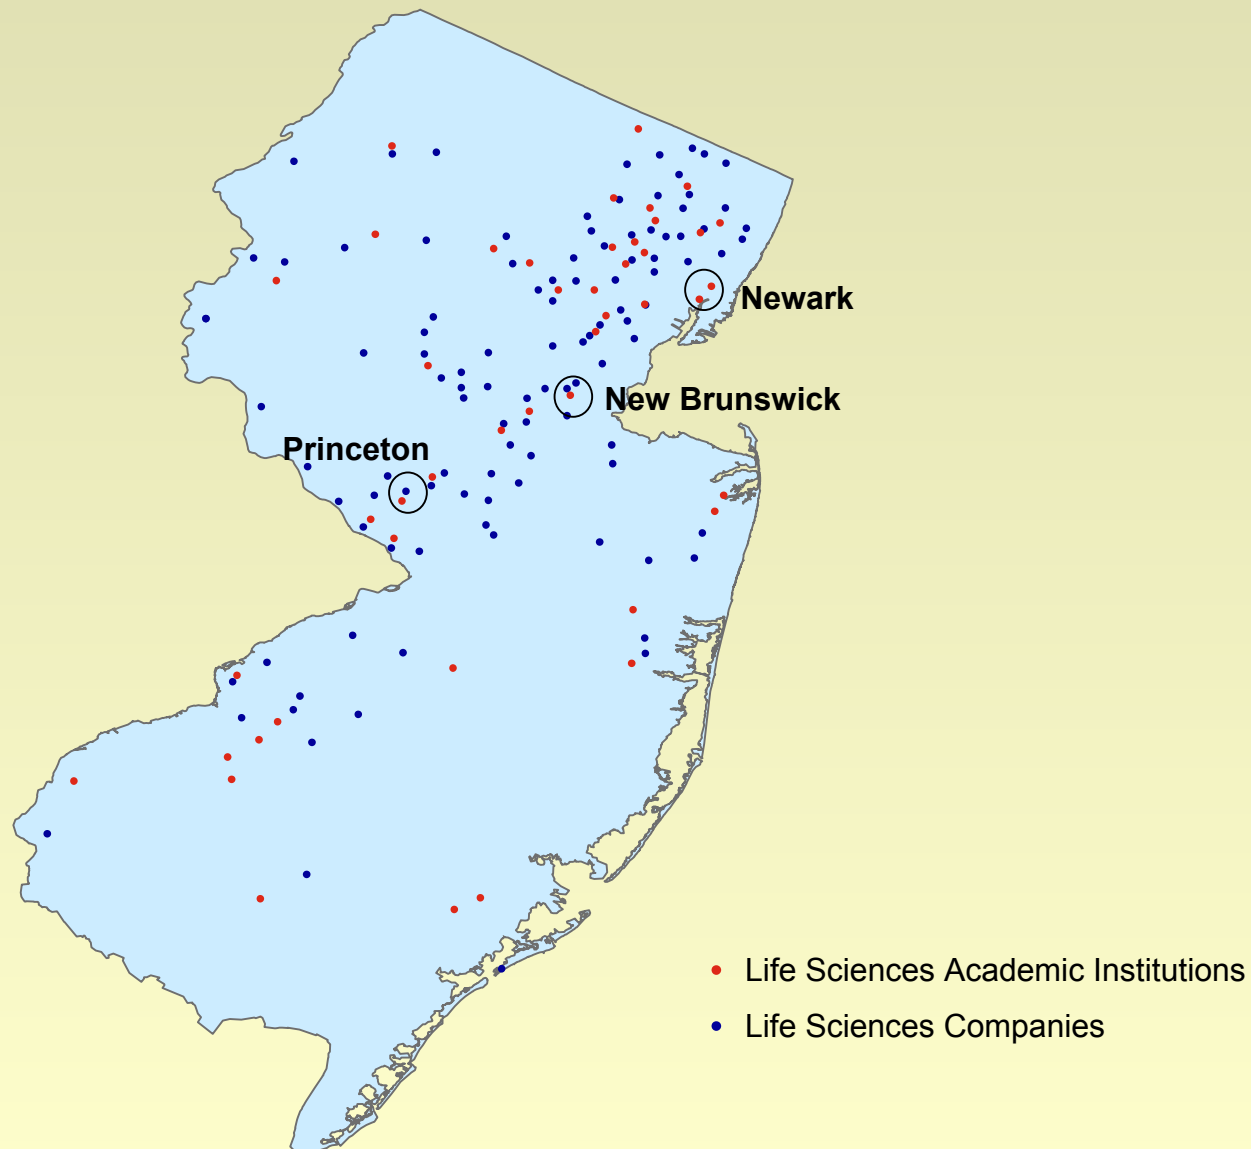 Newark
New Brunswick
Princeton
Life Sciences Academic Institutions
Life Sciences Companies